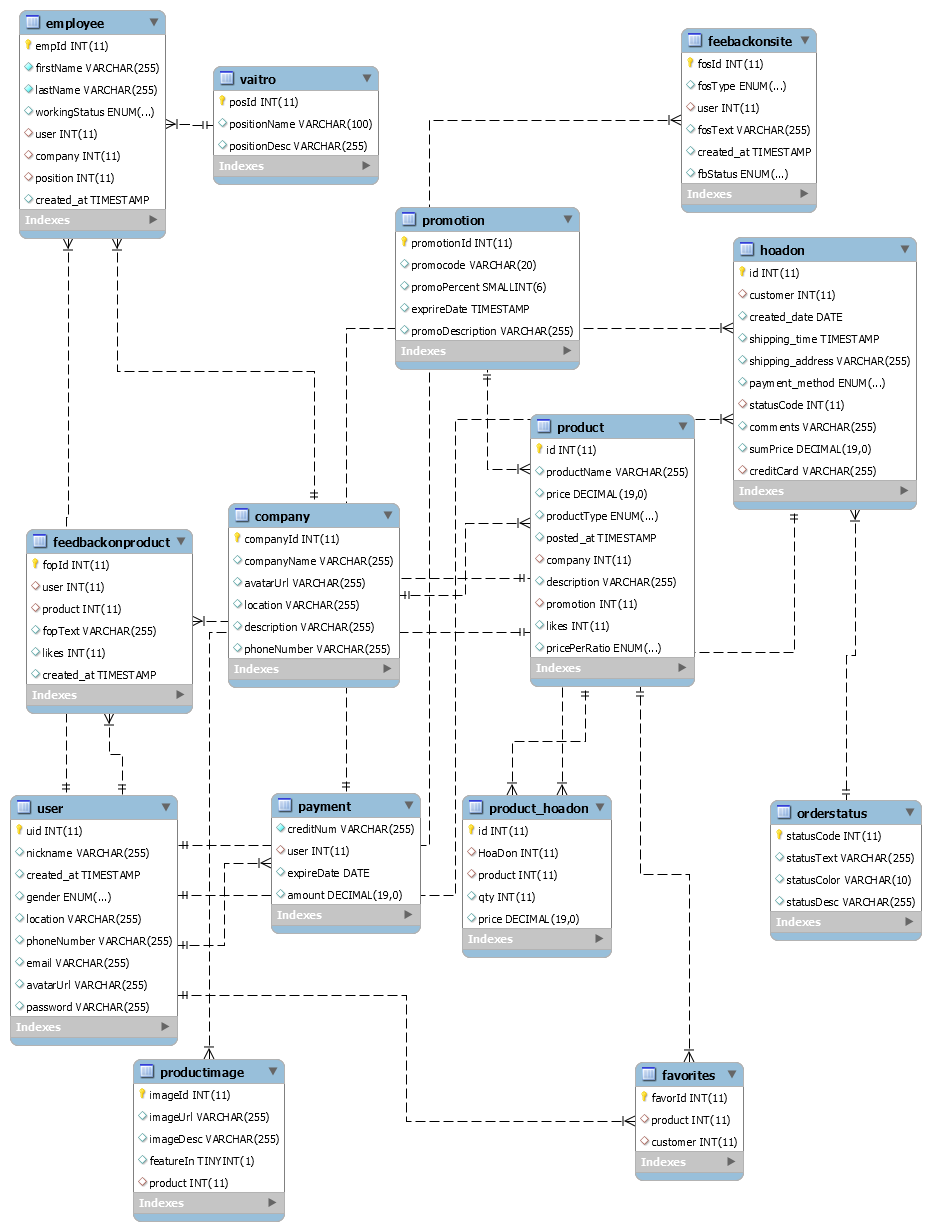 employee
empId INT(11)
firstName VARCHAR(255)
lastName VARCHAR(255)
workingStatus ENUM(...)
user INT(11)
company INT(11)
position INT(11)
created_at TIMESTAMP
Indexes
vaitro
posId INT(11)
positionName VARCHAR(100)
positionDesc VARCHAR(255)
Indexes
feebackonsite
fosId INT(11)
fosType ENUM(...)
user INT(11)
fosText VARCHAR(255)
created_at TIMESTAMP
fbStatus ENUM(...)
Indexes
promotion
promotionId INT(11)
promocode VARCHAR(20)
promoPercent SMALLINT(6)
exprireDate TIMESTAMP
promoDescription VARCHAR(255)
Indexes
hoadon
id INT(11)
customer INT(11)
created_date DATE
shipping_time TIMESTAMP
shipping_address VARCHAR(255)
payment_method ENUM(...)
statusCode INT(11)
comments VARCHAR(255)
sumPrice DECIMAL(19,0)
creditCard VARCHAR(255)
Indexes
product
id INT(11)
productName VARCHAR(255)
price DECIMAL(19,0)
productType ENUM(...)
posted_at TIMESTAMP
company INT(11)
description VARCHAR(255)
promotion INT(11)
likes INT(11)
pricePerRatio ENUM(...)
Indexes
company
companyId INT(11)
companyName VARCHAR(255)
avatarUrl VARCHAR(255)
location VARCHAR(255)
description VARCHAR(255)
phoneNumber VARCHAR(255)
Indexes
feedbackonproduct
fopId INT(11)
user INT(11)
product INT(11)
fopText VARCHAR(255)
likes INT(11)
created_at TIMESTAMP
Indexes
user
uid INT(11)
nickname VARCHAR(255)
created_at TIMESTAMP
gender ENUM(...)
location VARCHAR(255)
phoneNumber VARCHAR(255)
email VARCHAR(255)
avatarUrl VARCHAR(255)
password VARCHAR(255)
Indexes
payment
creditNum VARCHAR(255)
user INT(11)
expireDate DATE
amount DECIMAL(19,0)
Indexes
product_hoadon
id INT(11)
HoaDon INT(11)
product INT(11)
qty INT(11)
price DECIMAL(19,0)
Indexes
orderstatus
statusCode INT(11)
statusText VARCHAR(255)
statusColor VARCHAR(10)
statusDesc VARCHAR(255)
Indexes
productimage
imageId INT(11)
imageUrl VARCHAR(255)
imageDesc VARCHAR(255)
featureIn TINYINT(1)
product INT(11)
Indexes
favorites
favorId INT(11)
product INT(11)
customer INT(11)
Indexes